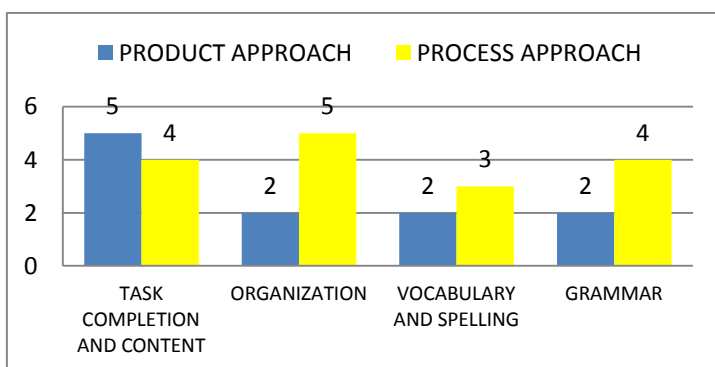 PRODUCT APPROACH PROCESS APPROACH
6
5
5
4
4
4
3
2
2
2
2
0
TASK COMPLETION AND CONTENT
ORGANIZATION
VOCABULARY AND SPELLING
GRAMMAR